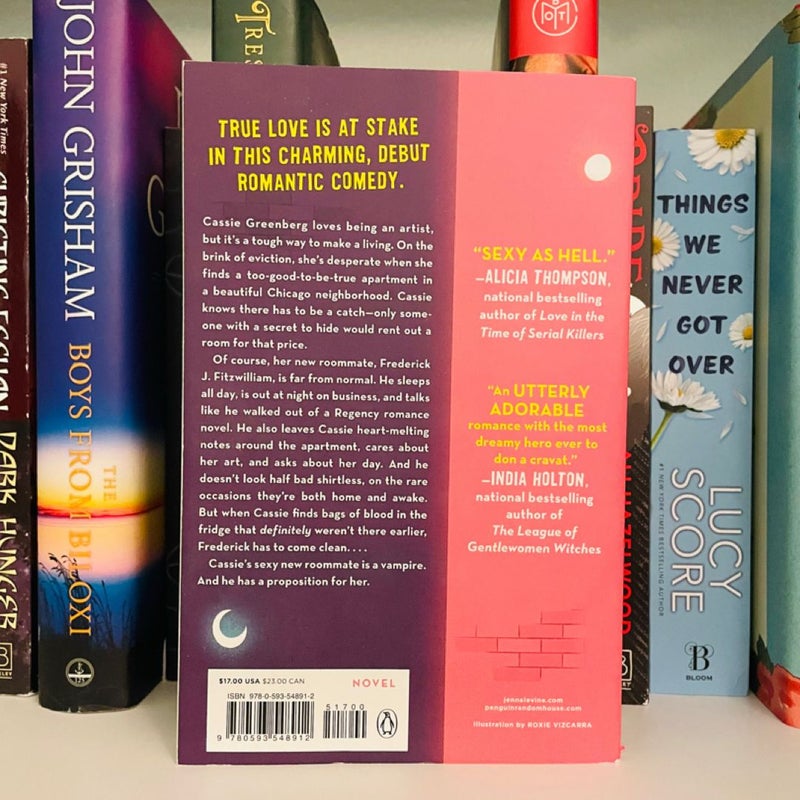 #1 New York Times
CHRISTINE FEEHAN
DARK HUNGER
JOHN GRISHAM
THE
BOYS FROM BILOXI
TRES
BOTM
TRUE LOVE IS AT STAKE
IN THIS CHARMING, DEBUT
ROMANTIC COMEDY.
Cassie Greenberg loves being an artist,
but it's a tough way to make a living. On the
brink of eviction, she's desperate when she
finds a too-good-to-be-true apartment in
a beautiful Chicago neighborhood. Cassie
knows there has to be a catch—only some-
one with a secret to hide would rent out a
room for that price.
Of course, her new roommate, Frederick
J. Fitzwilliam, is far from normal. He sleeps
all day, is out at night on business, and talks
like he walked out of a Regency romance
novel. He also leaves Cassie heart-melting
notes around the apartment, cares about
her art, and asks about her day. And he
doesn't look half bad shirtless, on the rare
occasions they're both home and awake.
But when Cassie finds bags of blood in the
fridge that definitely weren't there earlier,
Frederick has to come clean. . . .
Cassie's sexy new roommate is a vampire.
And he has a proposition for her.
$17.00 USA $23.00 CAN
NOVEL
ISBN 978-0-593-54891-2
51700
9 780593 548912
"SEXY AS HELL."
—ALICIA THOMPSON,
national bestselling
author of Love in the
Time of Serial Killers
"An UTTERLY
ADORABLE
romance with the most
dreamy hero ever to
don a cravat."
—INDIA HOLTON,
national bestselling
author of
The League of
Gentlewomen Witches
jennalevine.com
penguinrandomhouse.com
Illustration by ROXIE VIZCARRA
BRIDE
ALI HAZELWOOD
THINGS
WE
NEVER
GOT
OVER
#1 NEW YORK TIMES BESTSELLING AUTHOR
LUCY
SCORE
B
BLOOM